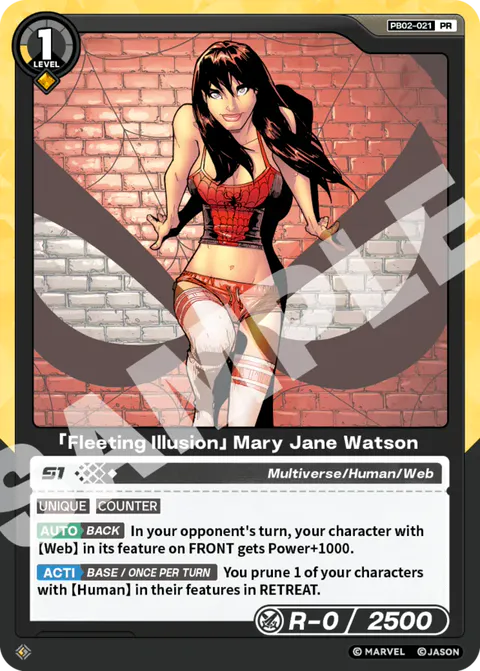 PB02-021 PR
1
LEVEL
SAMPLE
「Fleeting Illusion」 Mary Jane Watson
S1
Multiverse/Human/Web
UNIQUE COUNTER
AUTO BACK In your opponent's turn, your character with
【Web】 in its feature on FRONT gets Power+1000.
ACTI BASE / ONCE PER TURN You prune 1 of your characters
with 【Human】 in their features in RETREAT.
R-0 / 2500
© MARVEL © JASON